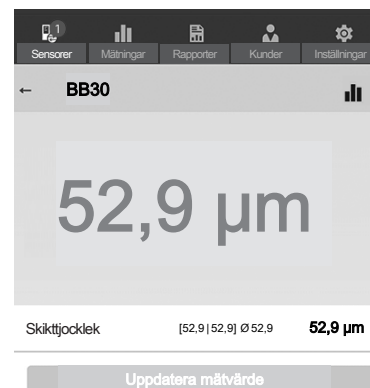 1
Sensorer Mätningar Rapporter Kunder Inställningar
← BB30
52,9 µm
Skikttjocklek [52,9|52,9] Ø 52,9 52,9 µm
Uppdatera mätvärde